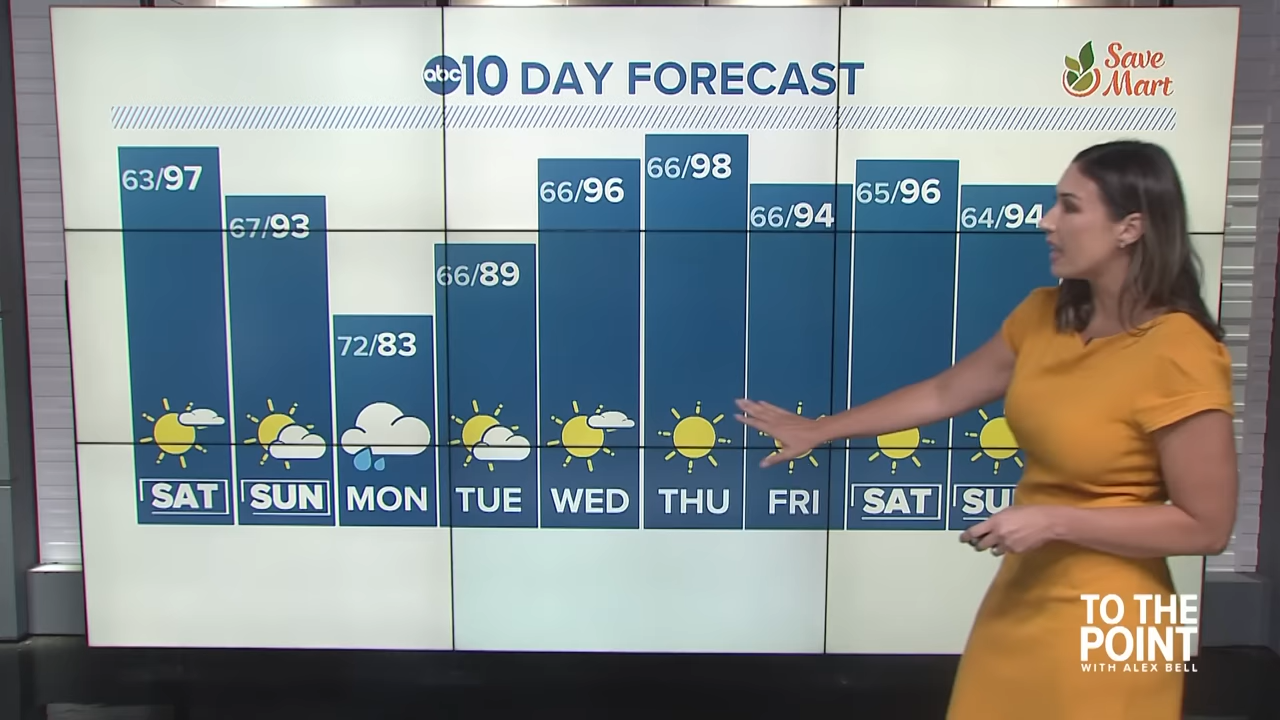 abc10 DAY FORECAST
Save
Mart
63/97
67/93
72/83
66/89
66/96
66/98
66/94
65/96
64/94
SAT
SUN
MON
TUE
WED
THU
FRI
SAT
TO THE
POINT
WITH ALEX BELL